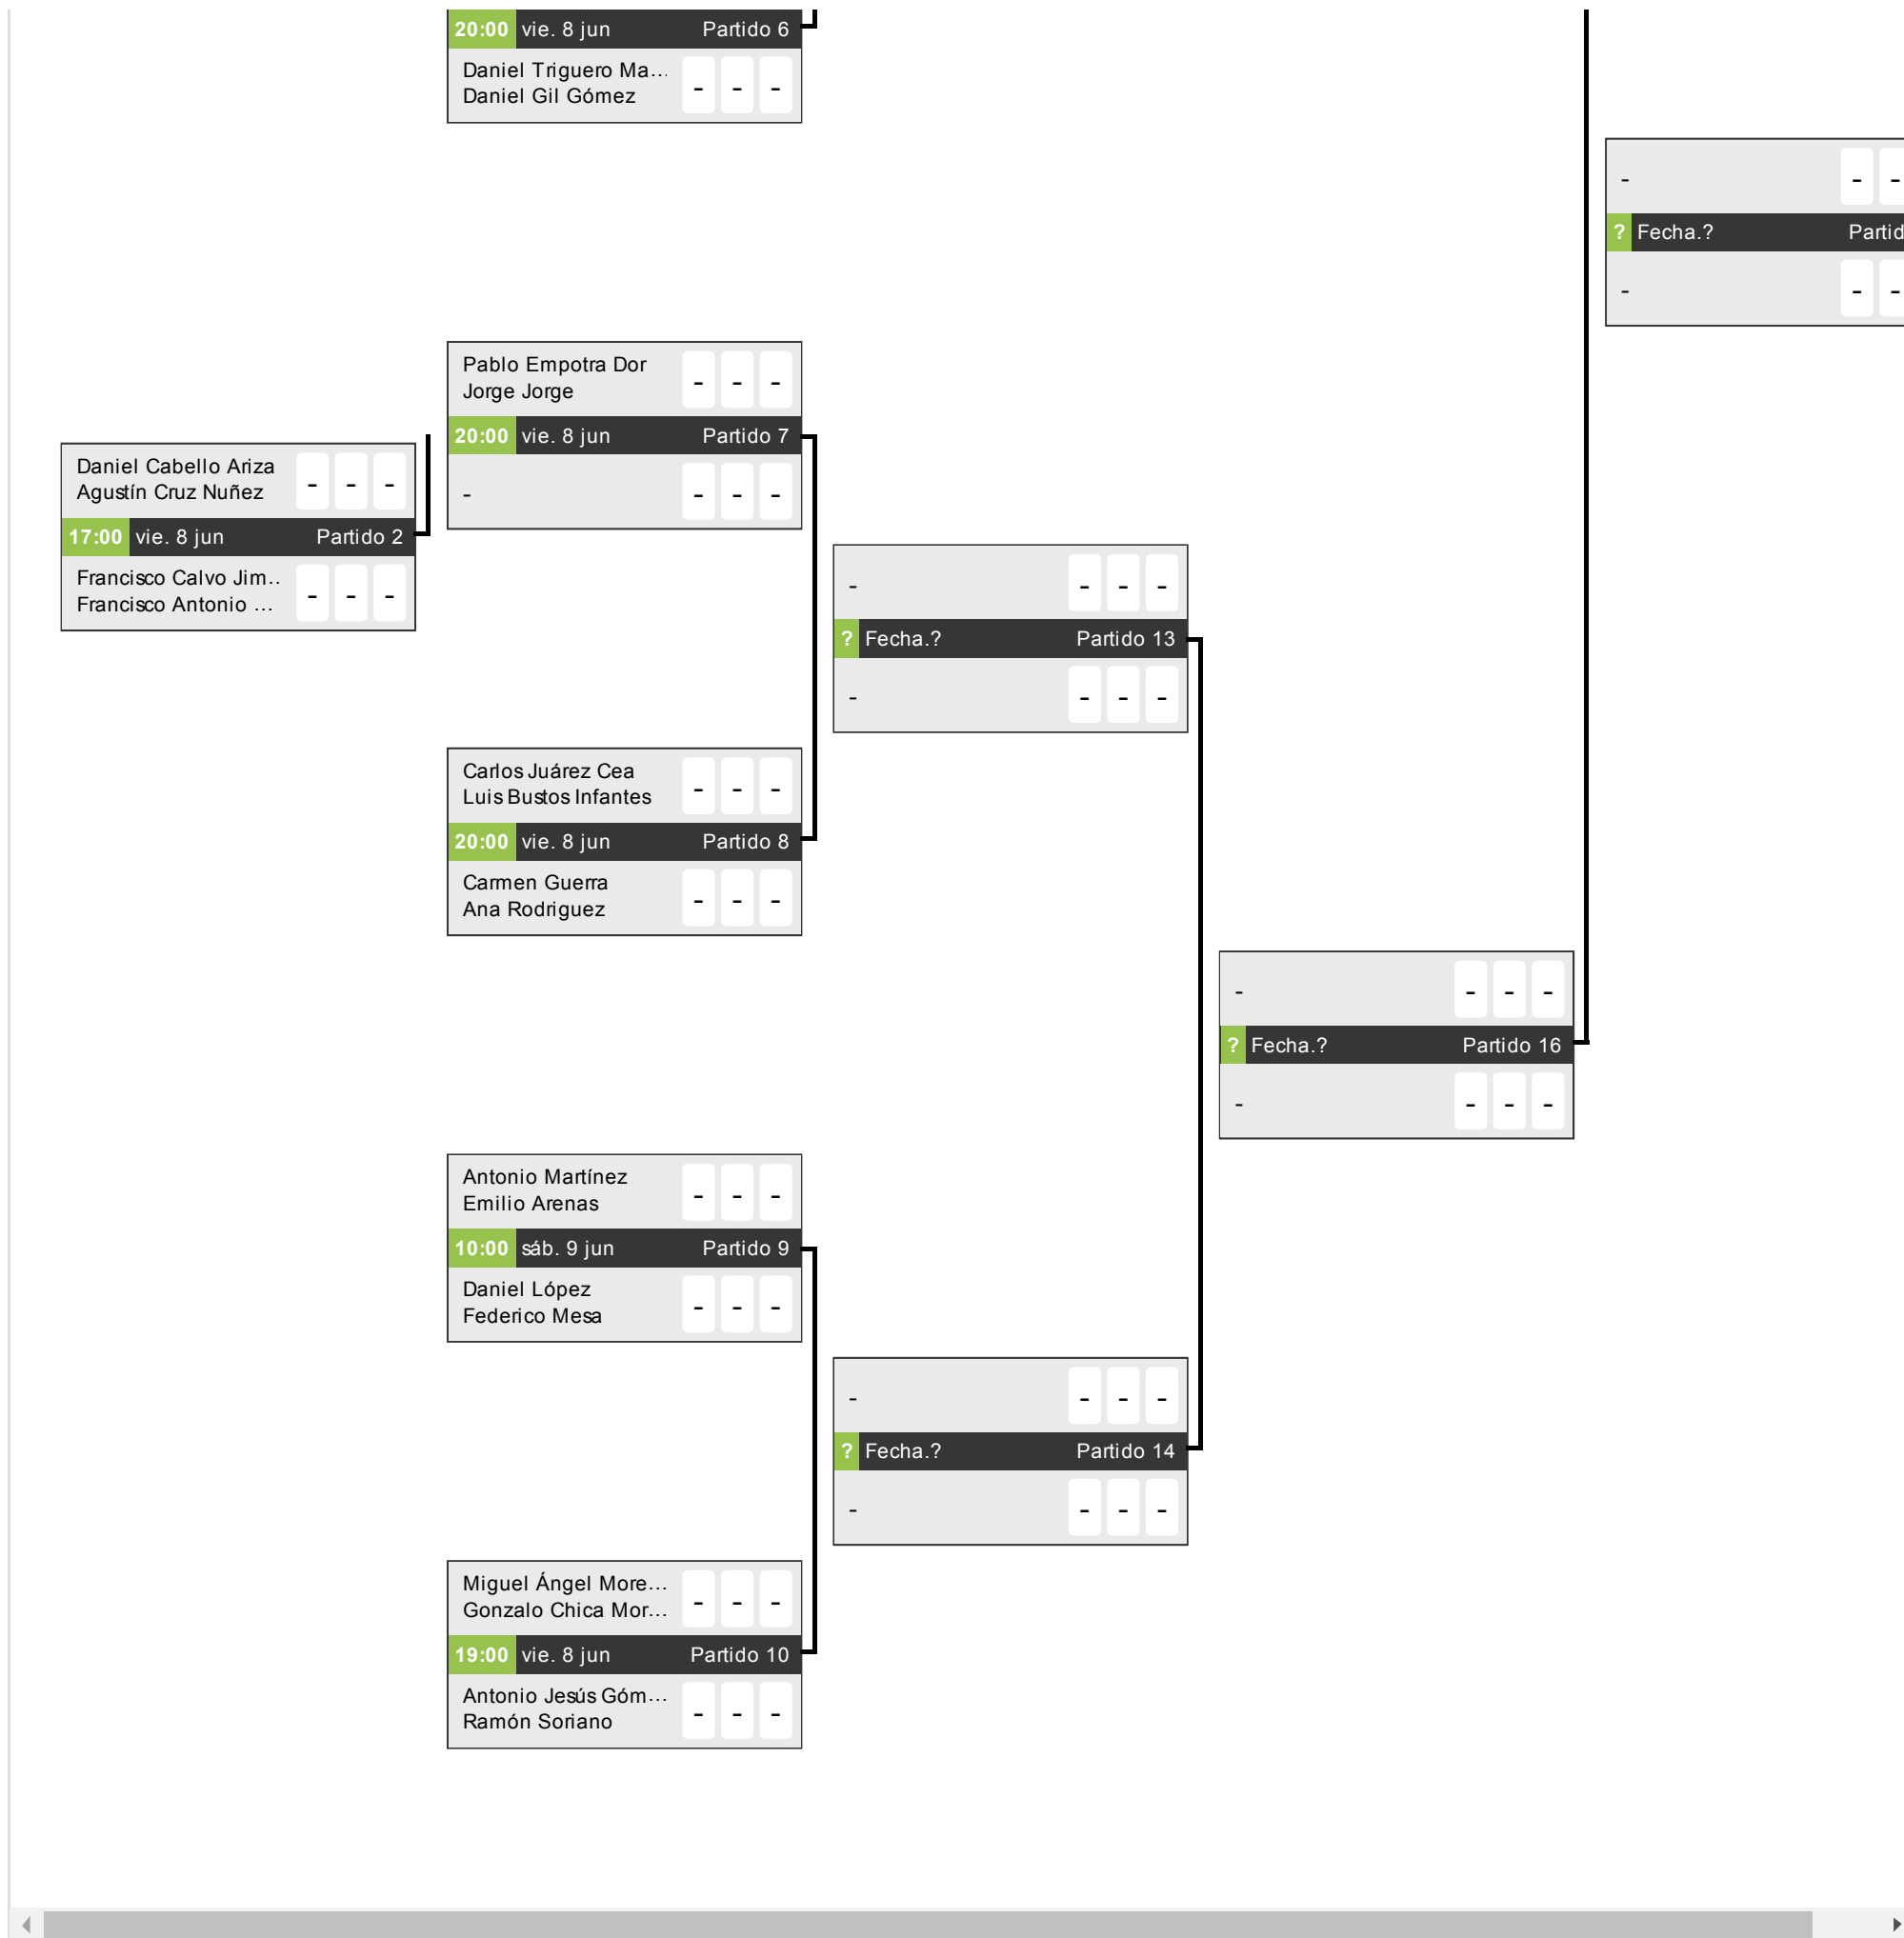 20:00 vie. 8 jun Partido 6
Daniel Triguero Ma...
Daniel Gil Gómez
- - -
- - - 
? Fecha.? Partid
- - -
Pablo Empotra Dor
Jorge Jorge
- - -
20:00 vie. 8 jun Partido 7
- - - -
Daniel Cabello Ariza
Agustín Cruz Nuñez
- - -
17:00 vie. 8 jun Partido 2
Francisco Calvo Jim..
Francisco Antonio ...
- - -
- - - -
? Fecha.? Partido 13
- - - -
Carlos Juárez Cea
Luis Bustos Infantes
- - -
20:00 vie. 8 jun Partido 8
Carmen Guerra
Ana Rodriguez
- - -
- - - -
? Fecha.? Partido 16
- - - -
Antonio Martínez
Emilio Arenas
- - -
10:00 sáb. 9 jun Partido 9
Daniel López
Federico Mesa
- - -
- - - -
? Fecha.? Partido 14
- - - -
Miguel Ángel More...
Gonzalo Chica Mor...
- - -
19:00 vie. 8 jun Partido 10
Antonio Jesús Góm...
Ramón Soriano
- - -